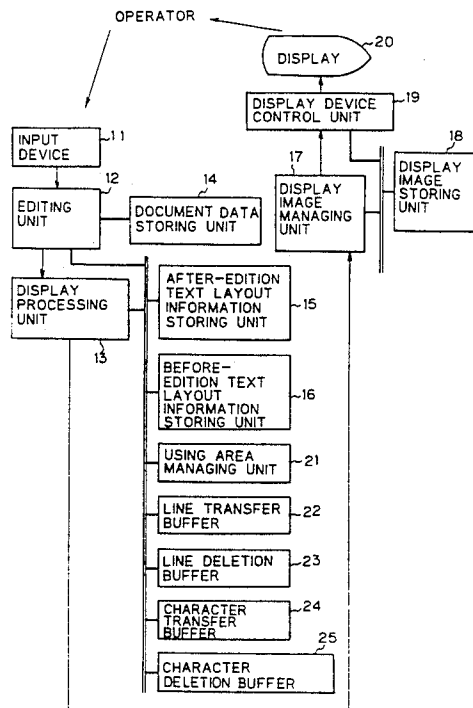 OPERATOR
20
DISPLAY
DISPLAY DEVICE
CONTROL UNIT
19
INPUT
DEVICE
11
17
DISPLAY
IMAGE
MANAGING
UNIT
18
DISPLAY
IMAGE
STORING
UNIT
12
EDITING
UNIT
14
DOCUMENT DATA
STORING UNIT
DISPLAY
PROCESSING
UNIT
13
AFTER-EDITION
TEXT LAYOUT
INFORMATION
STORING UNIT
15
BEFORE-
EDITION TEXT
LAYOUT
INFORMATION
STORING UNIT
16
USING AREA
MANAGING UNIT
21
LINE TRANSFER
BUFFER
22
LINE DELETION
BUFFER
23
CHARACTER
TRANSFER
BUFFER
24
CHARACTER
DELETION BUFFER
25